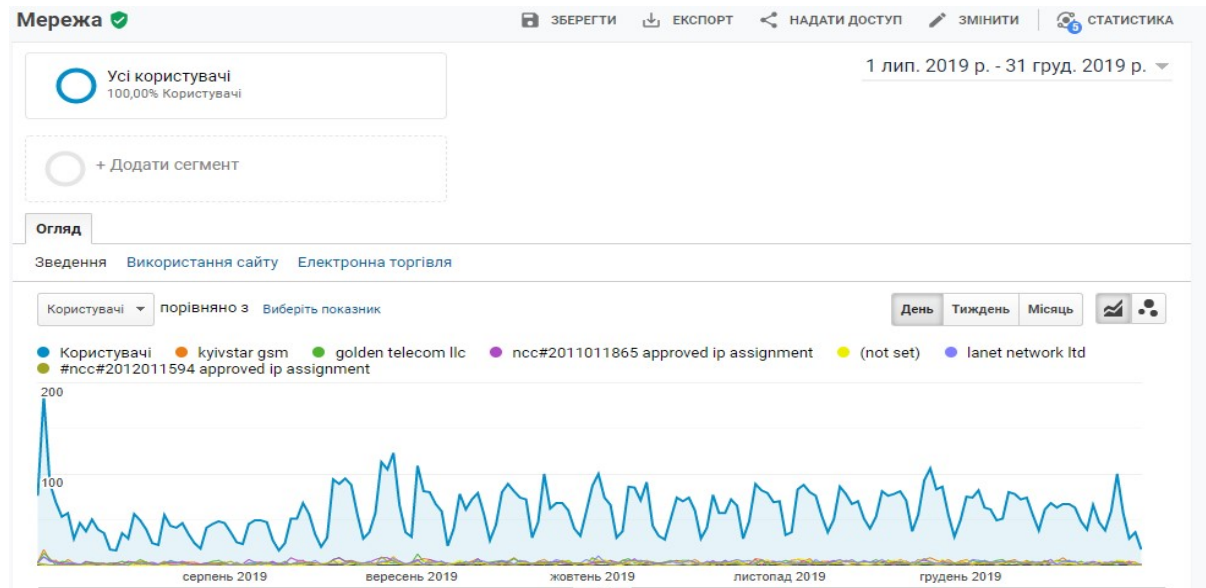 Мережа
ЗБЕРЕГТИ ЕКСПОРТ НАДАТИ ДОСТУП ЗМІНИТИ 5 СТАТИСТИКА
Усі користувачі
100,00% Користувачі
1 лип. 2019 р. - 31 груд. 2019 р.
+ Додати сегмент
Огляд
Зведення Використання сайту Електронна торгівля
Користувачі порівняно з Виберіть показник
День Тиждень Місяць
Користувачі kyivstar gsm golden telecom llc ncc#2011011865 approved ip assignment (not set) lanet network ltd
#ncc#2012011594 approved ip assignment
200
100
серпень 2019 вересень 2019 жовтень 2019 листопад 2019 грудень 2019